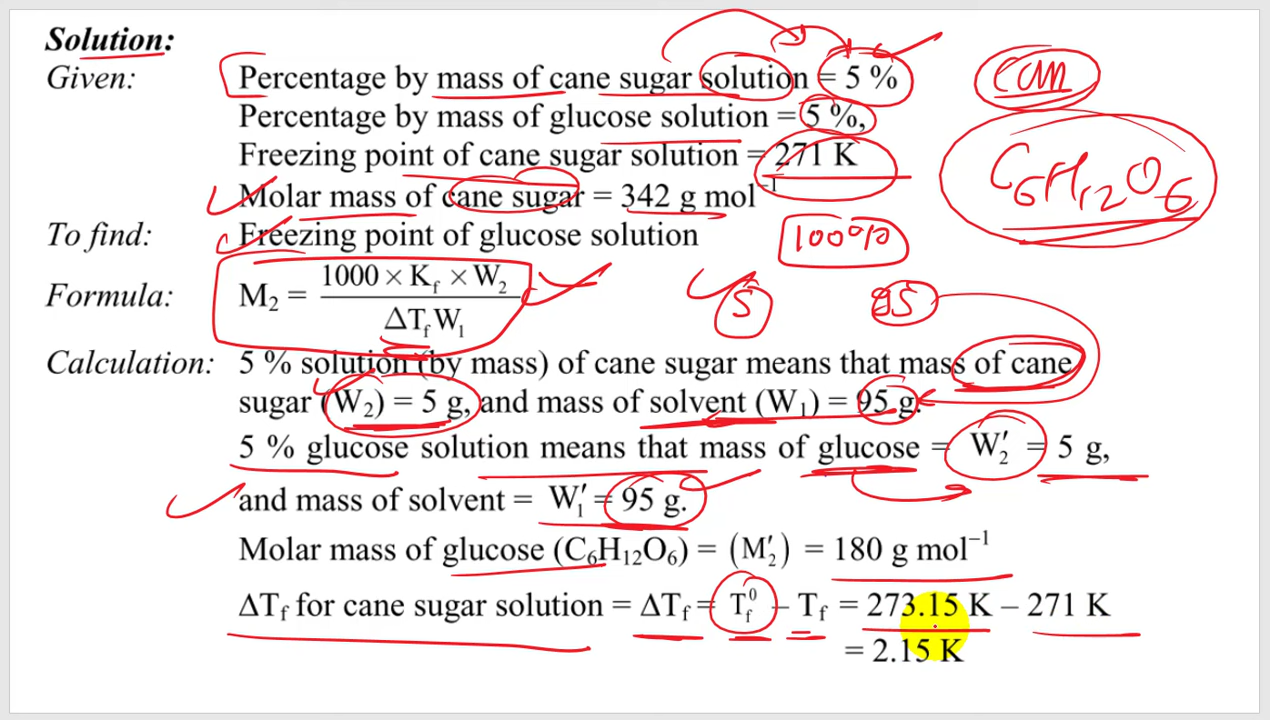 Solution:
Given: Percentage by mass of cane sugar solution = 5 %
Percentage by mass of glucose solution = 5 %,
Freezing point of cane sugar solution = 271 K
Molar mass of cane sugar = 342 g mol⁻¹
C₆H₁₂O₆
To find: Freezing point of glucose solution
100%
Formula: M₂ = (1000 × K_f × W₂) / (ΔT_f W₁)
5 95
Calculation: 5 % solution (by mass) of cane sugar means that mass of cane
sugar (W₂) = 5 g, and mass of solvent (W₁) = 95 g.
5 % glucose solution means that mass of glucose = W₂′ = 5 g,
and mass of solvent = W₁′ = 95 g.
Molar mass of glucose (C₆H₁₂O₆) = (M₂′) = 180 g mol⁻¹
ΔT_f for cane sugar solution = ΔT_f = T_f⁰ − T_f = 273.15 K − 271 K
= 2.15 K